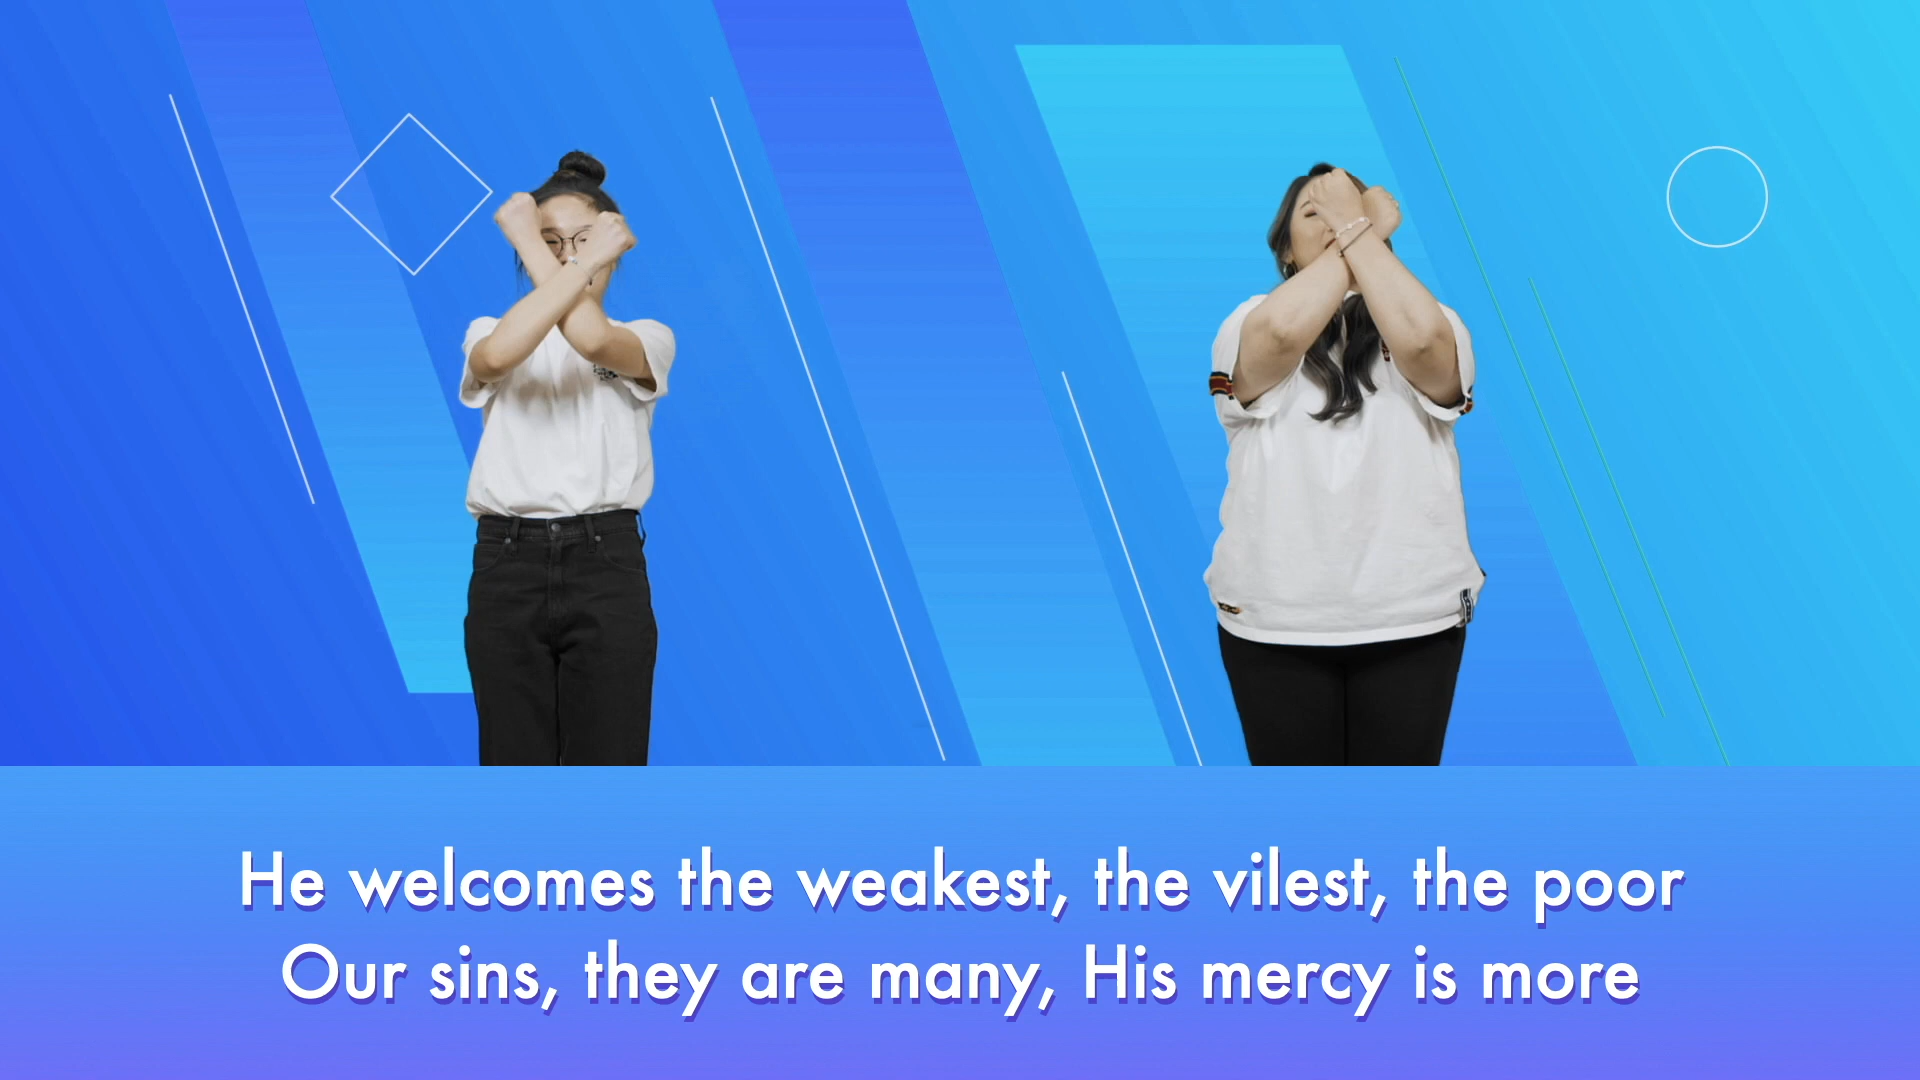 He welcomes the weakest, the vilest, the poor
Our sins, they are many, His mercy is more